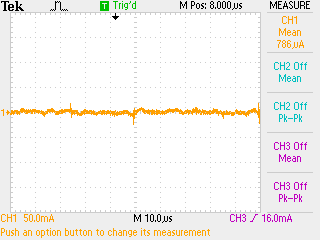 Tek T Trig'd M Pos: 8.000µs MEASURE
CH1
Mean
786µA
CH2 Off
Mean
CH2 Off
Pk-Pk
CH3 Off
Mean
CH3 Off
Pk-Pk
1
CH1 50.0mA M 10.0µs CH3 16.0mA
Push an option button to change its measurement